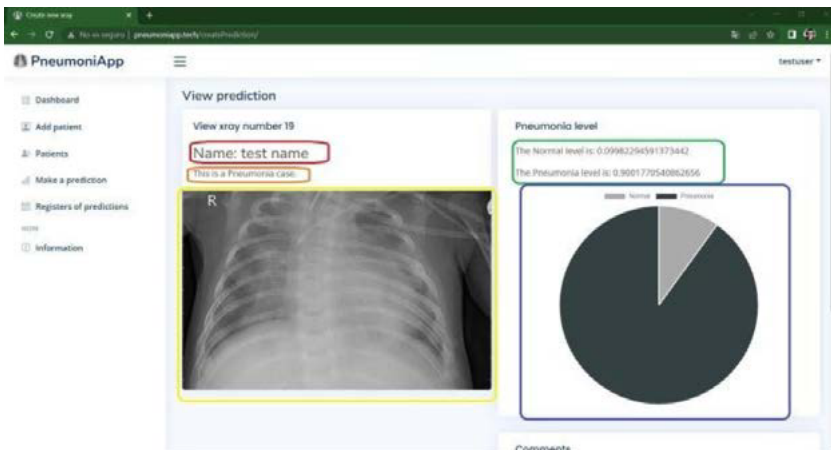 Create new xray
No es seguro | pneumoniapp.tech/createPrediction/
PneumoniApp
testuser
Dashboard
Add patient
Patients
Make a prediction
Registers of predictions
MORE
Information
View prediction
View xray number 19
Name: test name
This is a Pneumonia case.
R
Pneumonia level
The Normal level is: 0.09982294591373442
The Pneumonia level is: 0.9001770540862656
Normal Pneumonia
Comments